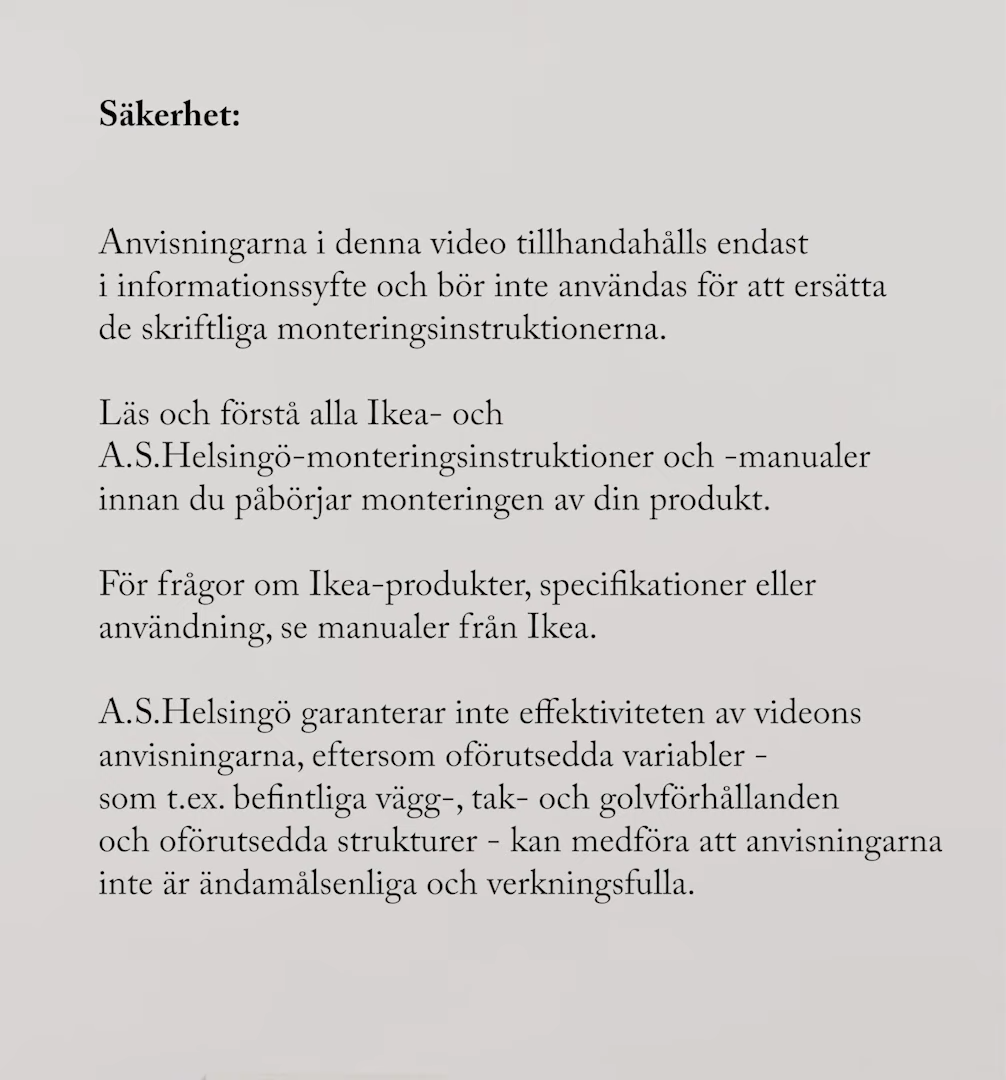 Säkerhet:
Anvisningarna i denna video tillhandahålls endast
i informationssyfte och bör inte användas för att ersätta
de skriftliga monteringsinstruktionerna.
Läs och förstå alla Ikea- och
A.S.Helsingö-monteringsinstruktioner och -manualer
innan du påbörjar monteringen av din produkt.
För frågor om Ikea-produkter, specifikationer eller
användning, se manualer från Ikea.
A.S.Helsingö garanterar inte effektiviteten av videons
anvisningarna, eftersom oförutsedda variabler -
som t.ex. befintliga vägg-, tak- och golvförhållanden
och oförutsedda strukturer - kan medföra att anvisningarna
inte är ändamålsenliga och verkningsfulla.